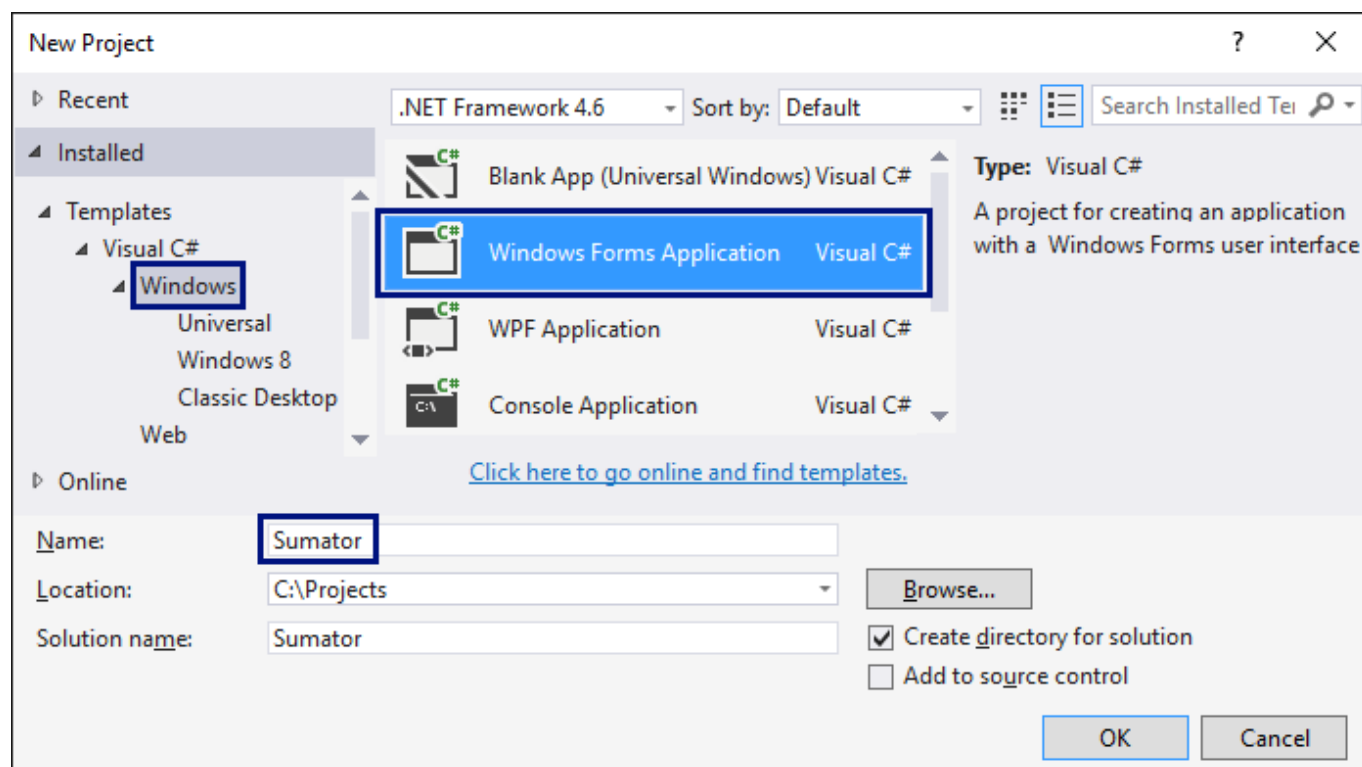 New Project
?
Recent
.NET Framework 4.6
Sort by: Default
Search Installed Te
Installed
Templates
Visual C#
Windows
Universal
Windows 8
Classic Desktop
Web
Online
C# Blank App (Universal Windows) Visual C#
C# Windows Forms Application Visual C#
C# WPF Application Visual C#
C# C:\ Console Application Visual C#
Click here to go online and find templates.
Type: Visual C#
A project for creating an application
with a Windows Forms user interface
Name: Sumator
Location: C:\Projects
Browse...
Solution name: Sumator
Create directory for solution
Add to source control
OK
Cancel